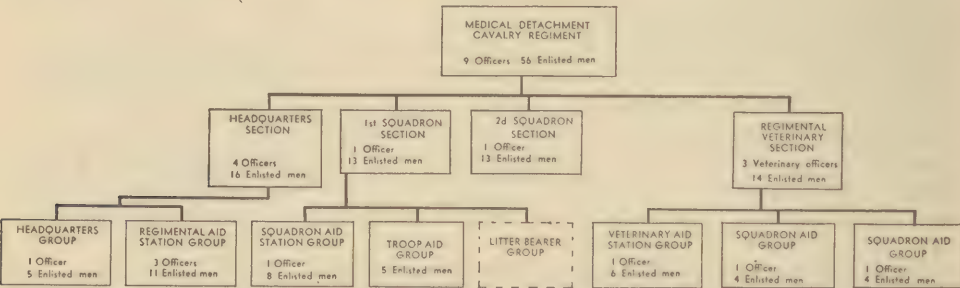 MEDICAL DETACHMENT
CAVALRY REGIMENT
9 Officers 56 Enlisted men
HEADQUARTERS
SECTION
4 Officers
16 Enlisted men
1st SQUADRON
SECTION
1 Officer
13 Enlisted men
2d SQUADRON
SECTION
1 Officer
13 Enlisted men
REGIMENTAL
VETERINARY
SECTION
3 Veterinary officers
14 Enlisted men
HEADQUARTERS
GROUP
1 Officer
5 Enlisted men
REGIMENTAL AID
STATION GROUP
3 Officers
11 Enlisted men
SQUADRON AID
STATION GROUP
1 Officer
8 Enlisted men
TROOP AID
GROUP
5 Enlisted men
LITTER BEARER
GROUP
VETERINARY AID
STATION GROUP
1 Officer
6 Enlisted men
SQUADRON AID
GROUP
1 Officer
4 Enlisted men
SQUADRON AID
GROUP
1 Officer
4 Enlisted men